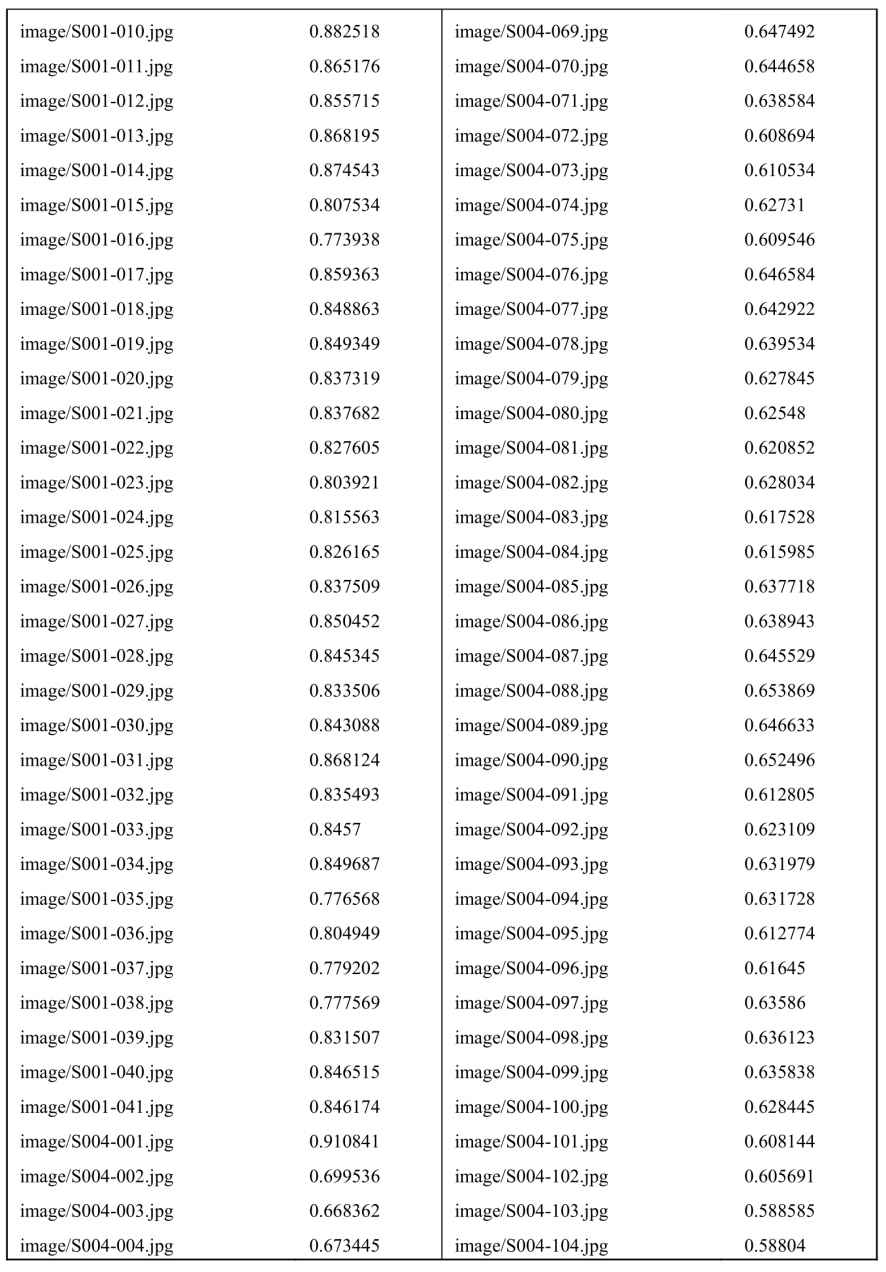 image/S001-010.jpg 0.882518 image/S004-069.jpg 0.647492
image/S001-011.jpg 0.865176 image/S004-070.jpg 0.644658
image/S001-012.jpg 0.855715 image/S004-071.jpg 0.638584
image/S001-013.jpg 0.868195 image/S004-072.jpg 0.608694
image/S001-014.jpg 0.874543 image/S004-073.jpg 0.610534
image/S001-015.jpg 0.807534 image/S004-074.jpg 0.62731
image/S001-016.jpg 0.773938 image/S004-075.jpg 0.609546
image/S001-017.jpg 0.859363 image/S004-076.jpg 0.646584
image/S001-018.jpg 0.848863 image/S004-077.jpg 0.642922
image/S001-019.jpg 0.849349 image/S004-078.jpg 0.639534
image/S001-020.jpg 0.837319 image/S004-079.jpg 0.627845
image/S001-021.jpg 0.837682 image/S004-080.jpg 0.62548
image/S001-022.jpg 0.827605 image/S004-081.jpg 0.620852
image/S001-023.jpg 0.803921 image/S004-082.jpg 0.628034
image/S001-024.jpg 0.815563 image/S004-083.jpg 0.617528
image/S001-025.jpg 0.826165 image/S004-084.jpg 0.615985
image/S001-026.jpg 0.837509 image/S004-085.jpg 0.637718
image/S001-027.jpg 0.850452 image/S004-086.jpg 0.638943
image/S001-028.jpg 0.845345 image/S004-087.jpg 0.645529
image/S001-029.jpg 0.833506 image/S004-088.jpg 0.653869
image/S001-030.jpg 0.843088 image/S004-089.jpg 0.646633
image/S001-031.jpg 0.868124 image/S004-090.jpg 0.652496
image/S001-032.jpg 0.835493 image/S004-091.jpg 0.612805
image/S001-033.jpg 0.8457 image/S004-092.jpg 0.623109
image/S001-034.jpg 0.849687 image/S004-093.jpg 0.631979
image/S001-035.jpg 0.776568 image/S004-094.jpg 0.631728
image/S001-036.jpg 0.804949 image/S004-095.jpg 0.612774
image/S001-037.jpg 0.779202 image/S004-096.jpg 0.61645
image/S001-038.jpg 0.777569 image/S004-097.jpg 0.63586
image/S001-039.jpg 0.831507 image/S004-098.jpg 0.636123
image/S001-040.jpg 0.846515 image/S004-099.jpg 0.635838
image/S001-041.jpg 0.846174 image/S004-100.jpg 0.628445
image/S004-001.jpg 0.910841 image/S004-101.jpg 0.608144
image/S004-002.jpg 0.699536 image/S004-102.jpg 0.605691
image/S004-003.jpg 0.668362 image/S004-103.jpg 0.588585
image/S004-004.jpg 0.673445 image/S004-104.jpg 0.58804